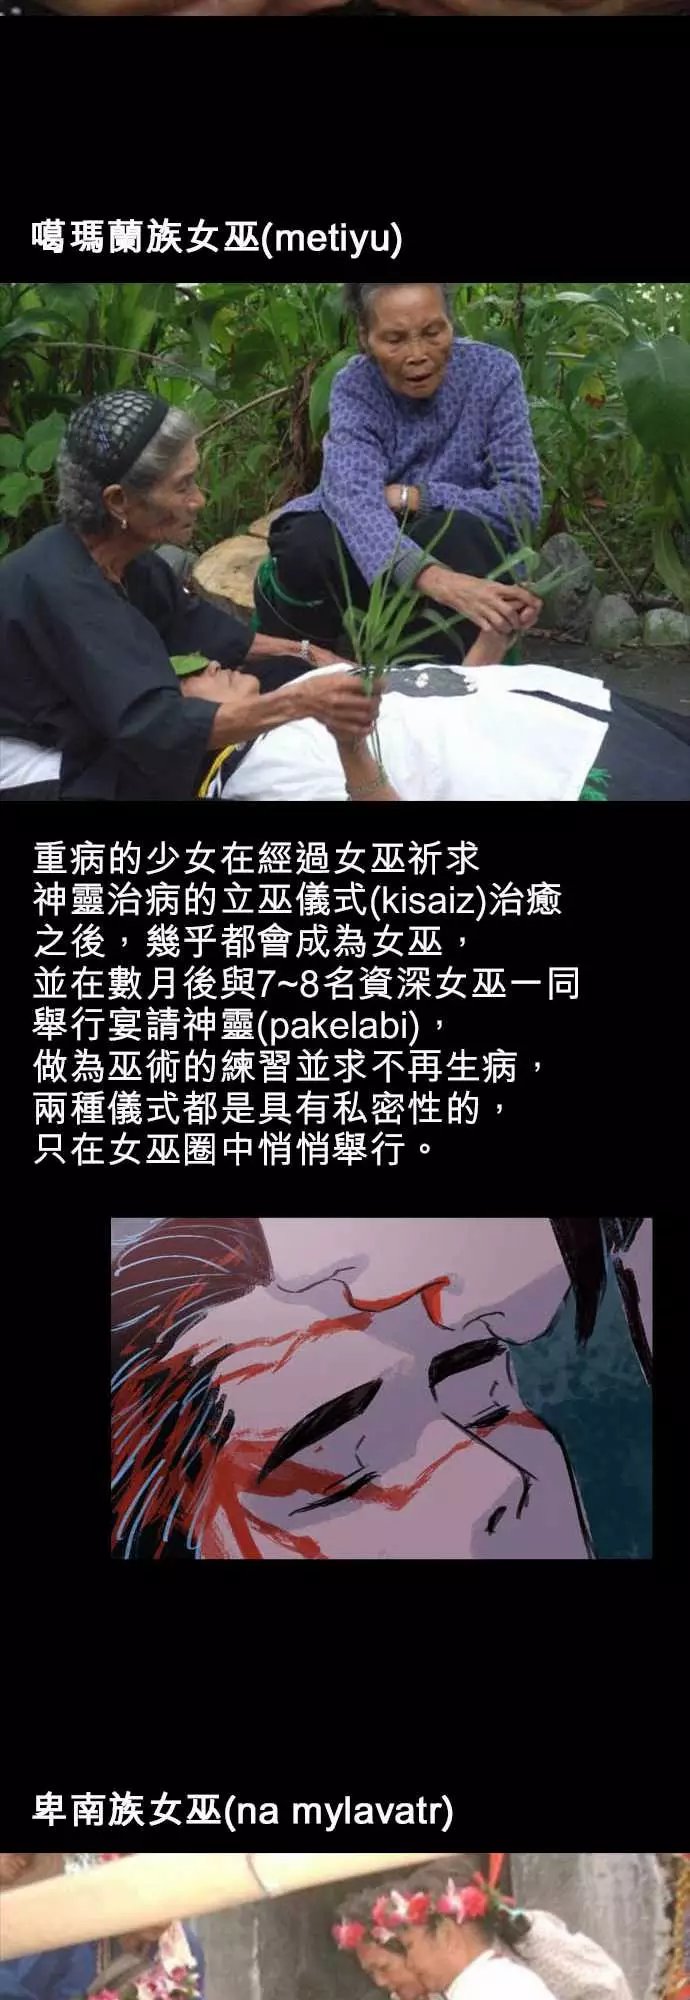 噶瑪蘭族女巫(metiyu)
重病的少女在經過女巫祈求
神靈治病的立巫儀式(kisaiz)治癒
之後，幾乎都會成為女巫，
並在數月後與7~8名資深女巫一同
舉行宴請神靈(pakelabi)，
做為巫術的練習並求不再生病，
兩種儀式都是具有私密性的，
只在女巫圈中悄悄舉行。
卑南族女巫(na mylavatr)